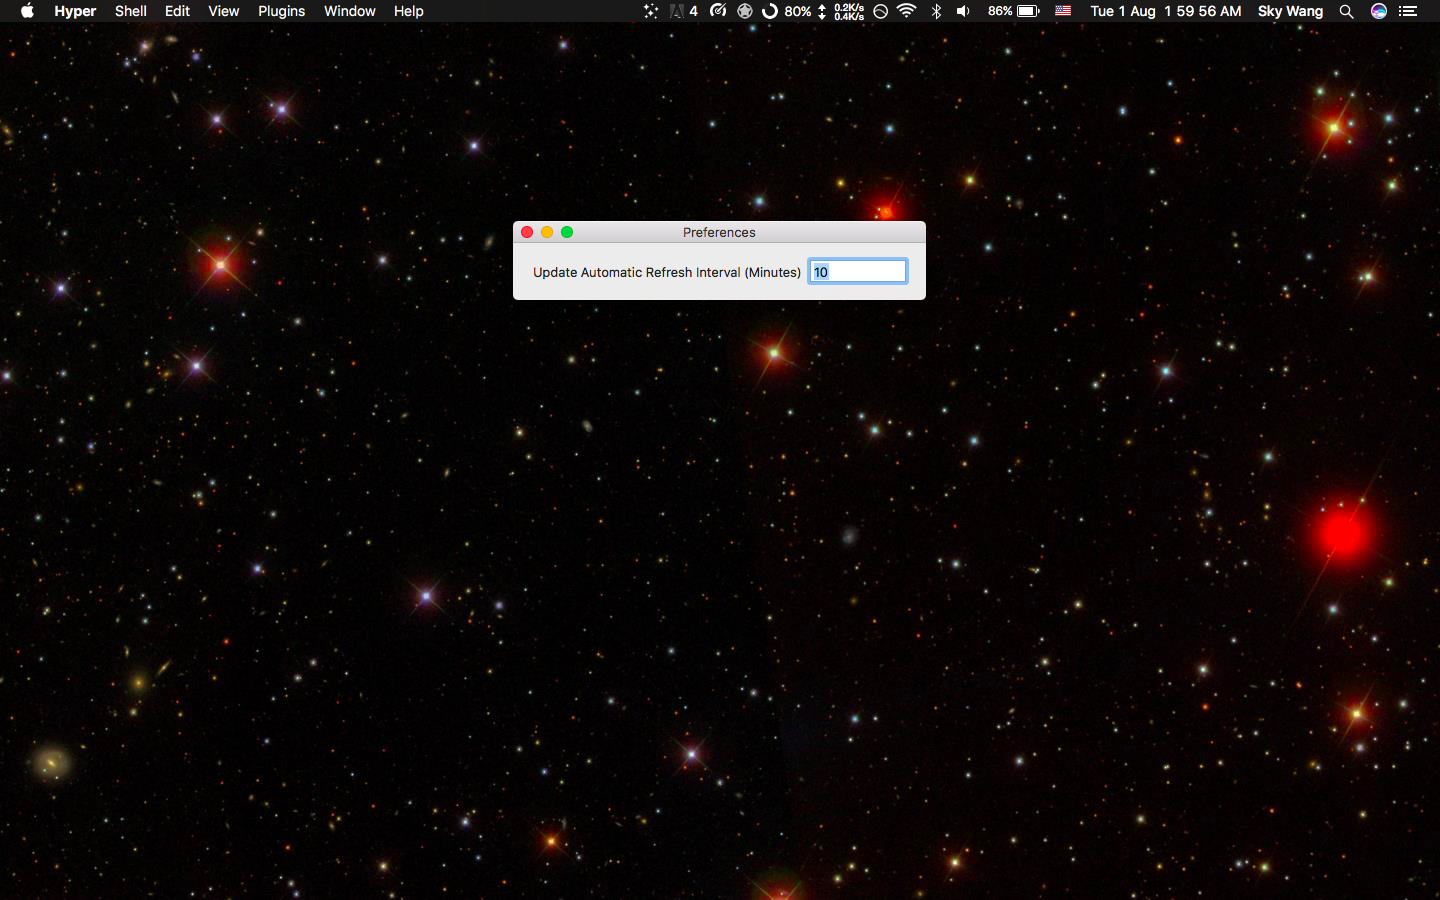 Hyper Shell Edit View Plugins Window Help 4 80% 0.2K/s 0.4K/s 86% Tue 1 Aug 1 59 56 AM Sky Wang
Preferences
Update Automatic Refresh Interval (Minutes) 10